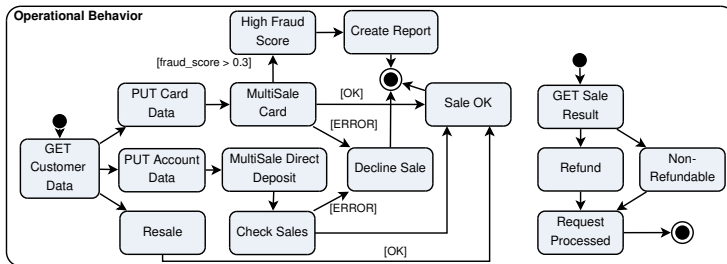 Operational Behavior
High Fraud
Score
Create Report
[fraud_score > 0.3]
PUT Card
Data
MultiSale
Card
[OK]
Sale OK
[ERROR]
GET
Customer
Data
PUT Account
Data
MultiSale Direct
Deposit
Decline Sale
[ERROR]
Resale
Check Sales
[OK]
GET Sale
Result
Refund
Non-
Refundable
Request
Processed